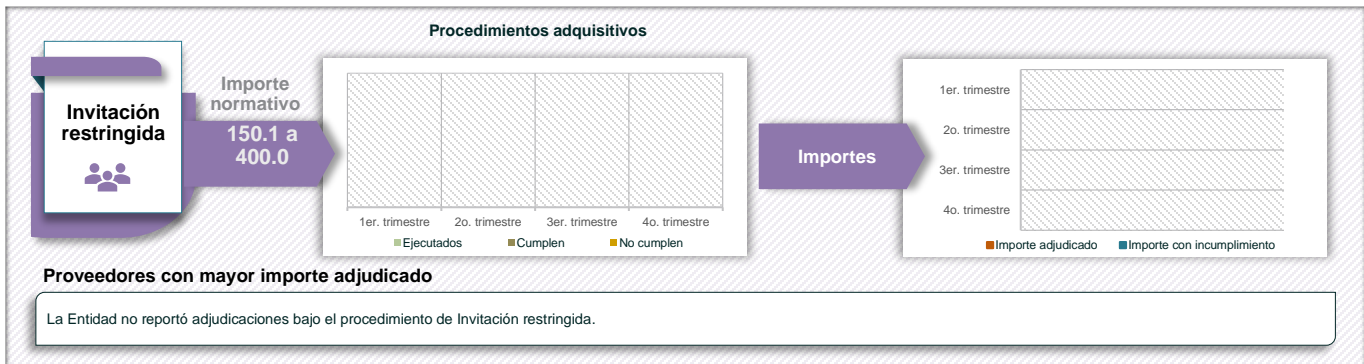 Procedimientos adquisitivos
Invitación
restringida
Importe
normativo
150.1 a
400.0
1er. trimestre
2o. trimestre
3er. trimestre
4o. trimestre
Ejecutados
Cumplen
No cumplen
Importes
1er. trimestre
2o. trimestre
3er. trimestre
4o. trimestre
Importe adjudicado
Importe con incumplimiento
Proveedores con mayor importe adjudicado
La Entidad no reportó adjudicaciones bajo el procedimiento de Invitación restringida.